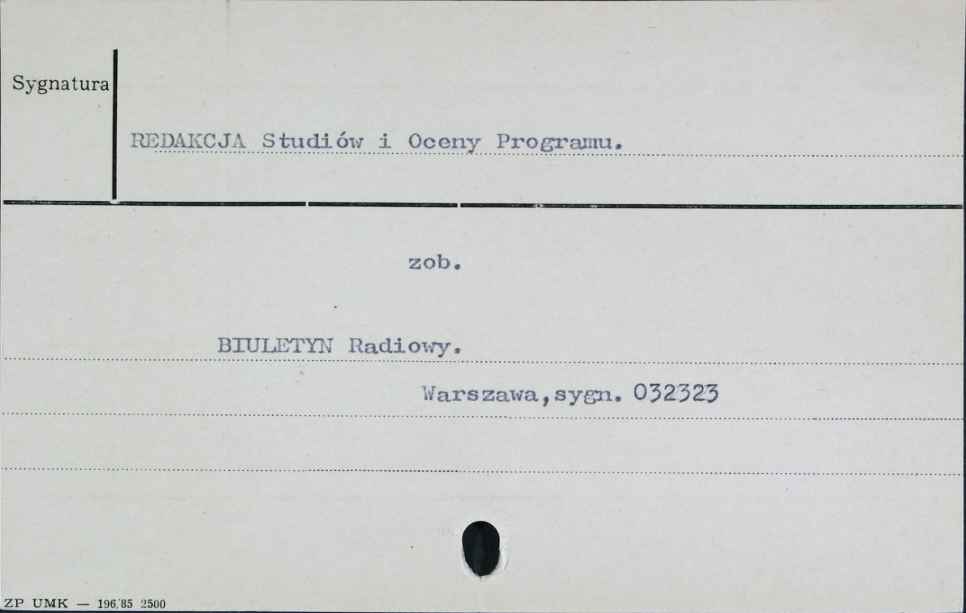 Sygnatura
REDAKCJA Studiów i Oceny Programu.
zob.
BIULETYN Radiowy.
Warszawa,sygn. 032323
ZP UMK — 196/85 2500